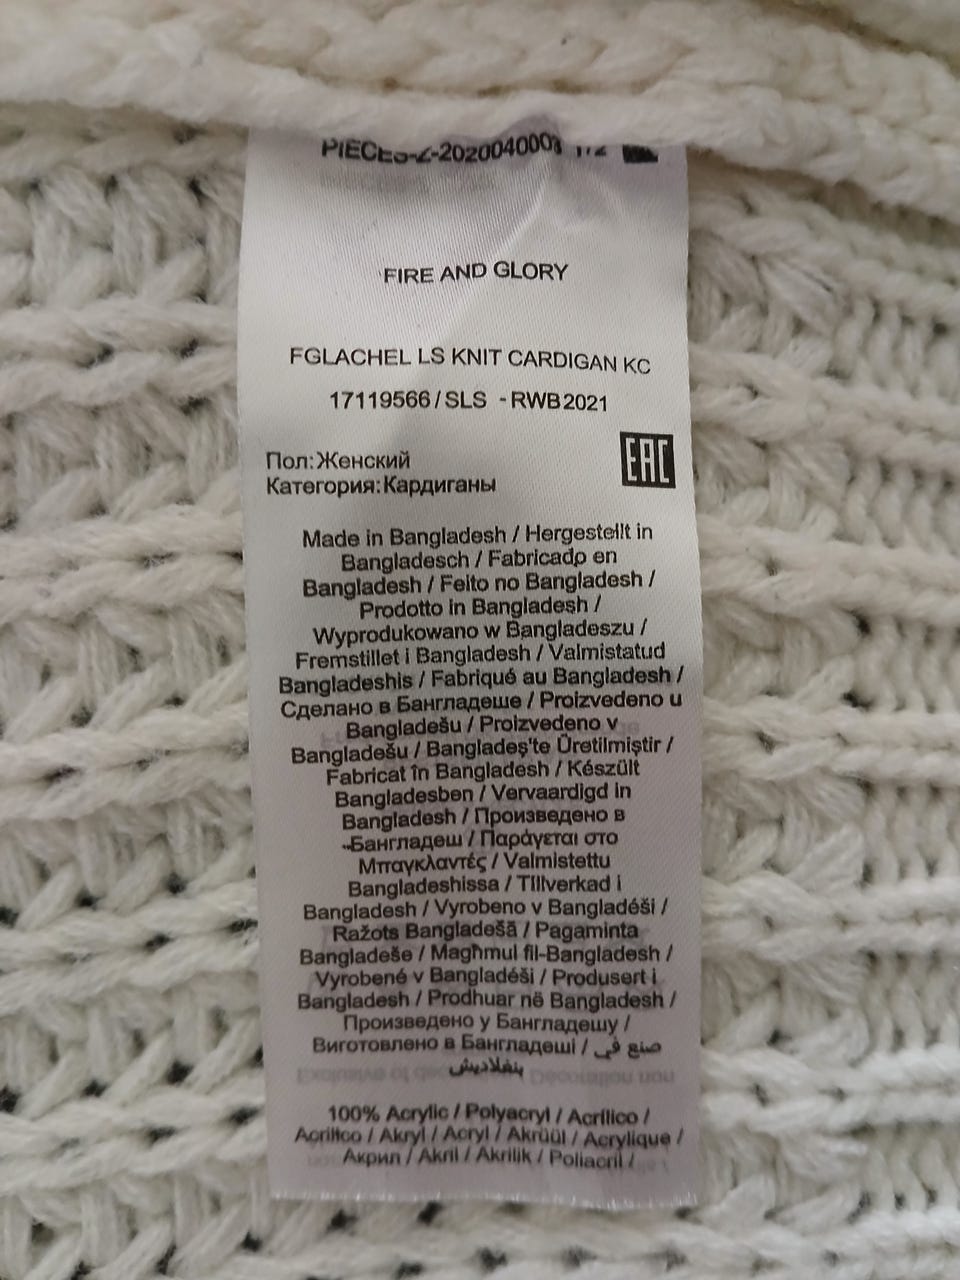 PIECES-Z-2020040003 1/2
FIRE AND GLORY
FGLACHEL LS KNIT CARDIGAN KC
17119566/SLS -RWB2021
EAC
Пол:Женский
Категория:Кардиганы
Made in Bangladesh / Hergestellt in
Bangladesch / Fabricado en
Bangladesh / Feito no Bangladesh /
Prodotto in Bangladesh /
Wyprodukowano w Bangladeszu /
Fremstillet i Bangladesh / Valmistatud
Bangladeshis / Fabriqué au Bangladesh /
Сделано в Бангладеше / Proizvedeno u
Bangladešu / Proizvedeno v
Bangladešu / Bangladeş'te Üretilmiştir /
Fabricat în Bangladesh / Készült
Bangladesben / Vervaardigd in
Bangladesh / Произведено в
Бангладеш / Παράγεται στο
Μπαγκλαντές / Valmistettu
Bangladeshissa / Tillverkad i
Bangladesh / Vyrobeno v Bangladéši /
Ražots Bangladešā / Pagaminta
Bangladeše / Magħmul fil-Bangladesh /
Vyrobené v Bangladéši / Produsert i
Bangladesh / Prodhuar në Bangladesh /
Произведено у Бангладешу /
Виготовлено в Бангладеші / صنع في
بنغلاديش
100% Acrylic / Polyacryl / Acrílico /
Acrilico / Akryl / Acryl / Akrüül / Acrylique /
Акрил / Akril / Akrilik / Poliacril /